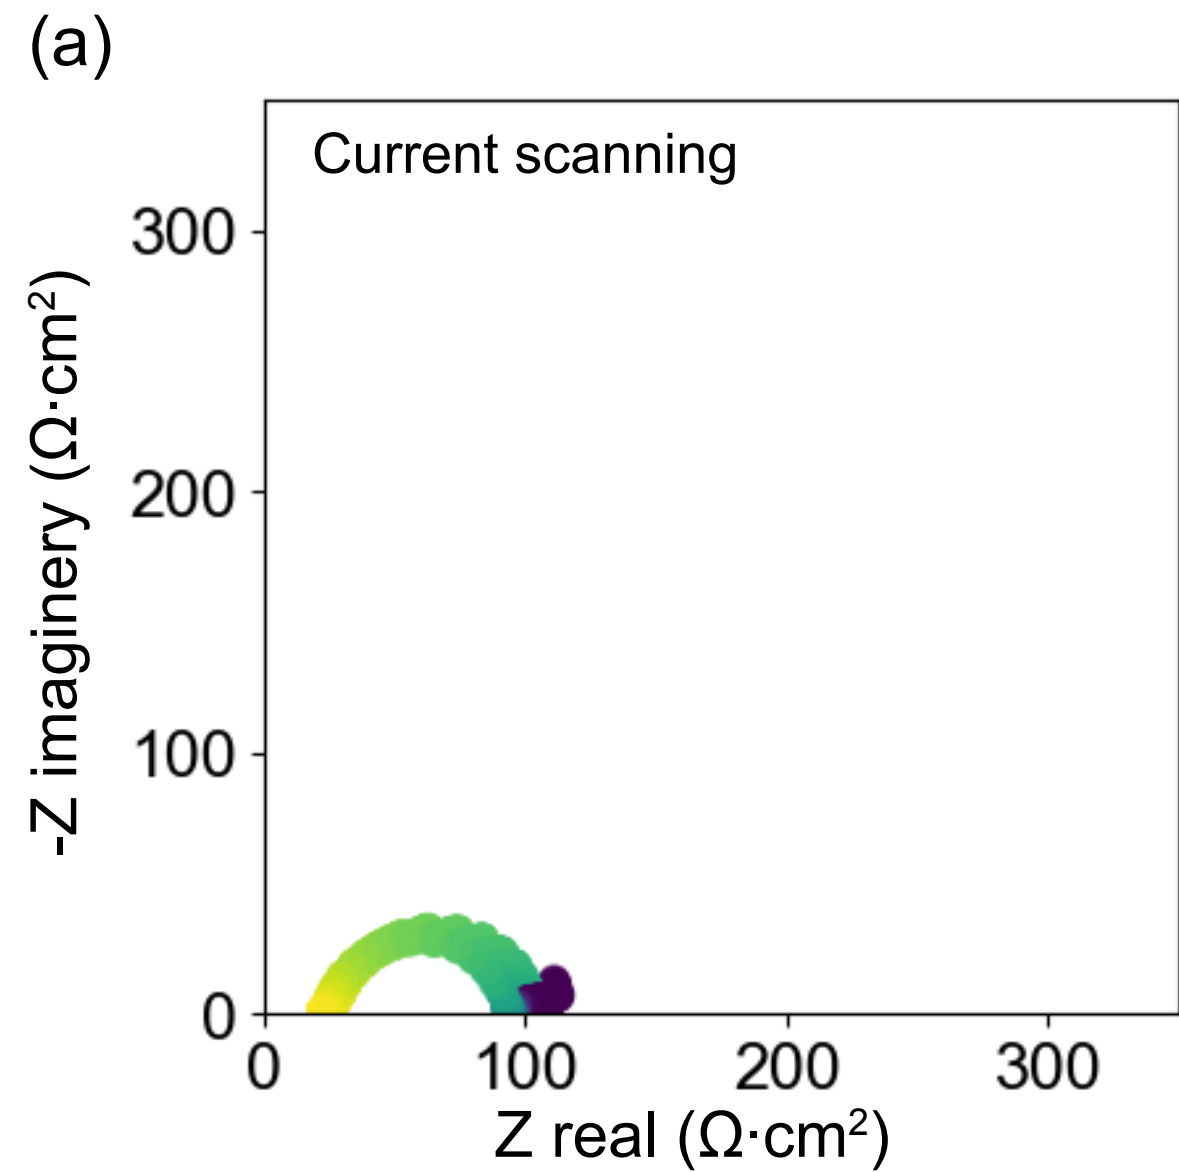 (a)
Current scanning
300
200
100
0
-Z imaginery (Ω·cm²)
0 100 200 300
Z real (Ω·cm²)